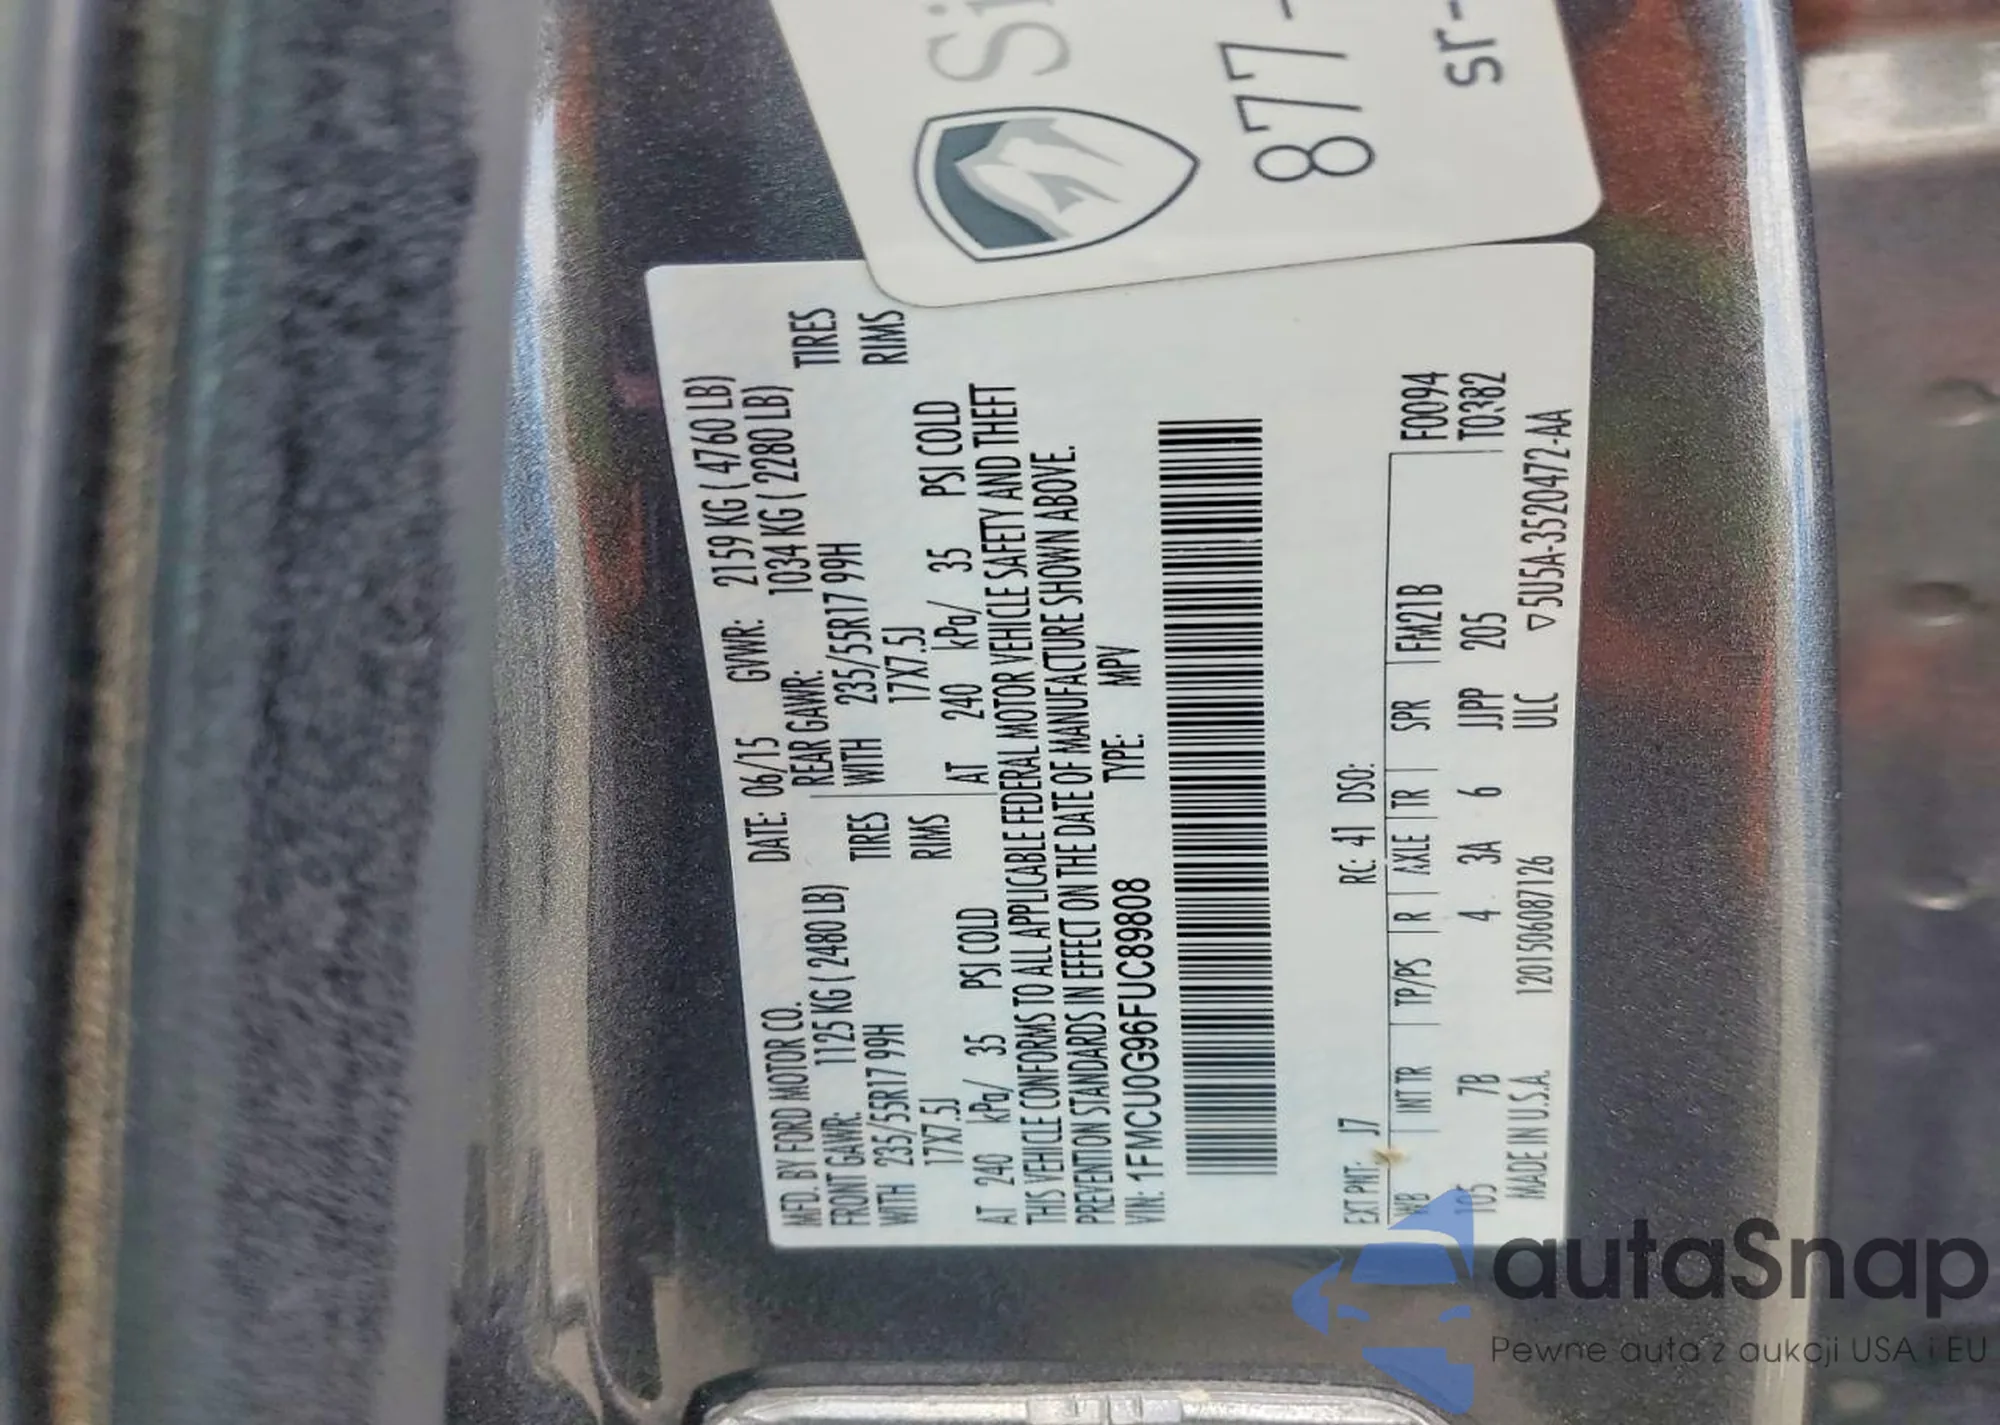 Si
877-
sr-
MFD. BY FORD MOTOR CO.
DATE: 06/15 GVWR: 2159 KG ( 4760 LB)
FRONT GAWR: 1125 KG ( 2480 LB)
REAR GAWR: 1034 KG ( 2280 LB)
WITH 235/55R17 99H TIRES
WITH 235/55R17 99H TIRES
17X7.5J RIMS
17X7.5J RIMS
AT 240 kPa/ 35 PSI COLD
AT 240 kPa/ 35 PSI COLD
THIS VEHICLE CONFORMS TO ALL APPLICABLE FEDERAL MOTOR VEHICLE SAFETY AND THEFT
PREVENTION STANDARDS IN EFFECT ON THE DATE OF MANUFACTURE SHOWN ABOVE.
VIN: 1FMCU0G96FUC89808 TYPE: MPV
EXT PNT: J7 RC: 41 DSO:
WB INT TR TP/PS R AXLE TR SPR FM21B F0094
105 7B 4 3A 6 JJPP 205 T0382
MADE IN U.S.A. 1201506087126 ULC ▽5U5A-3520472-AA
autaSnap
Pewne auta z aukcji USA i EU